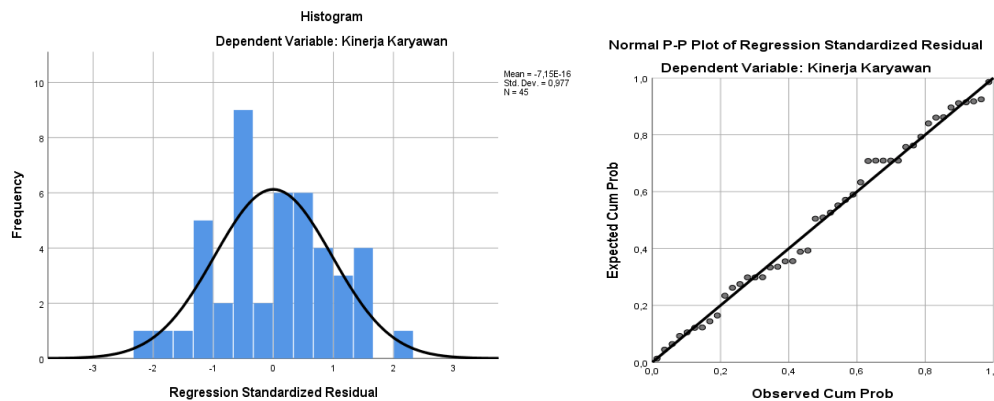 Histogram
Dependent Variable: Kinerja Karyawan
Mean = -7,15E-16
Std. Dev. = 0,977
N = 45
10
8
6
4
2
0
Frequency
-3
-2
-1
0
1
2
3
Regression Standardized Residual
Normal P-P Plot of Regression Standardized Residual
Dependent Variable: Kinerja Karyawan
1,0
0,8
0,6
0,4
0,2
0,0
Expected Cum Prob
0,0
0,2
0,4
0,6
0,8
1,
Observed Cum Prob